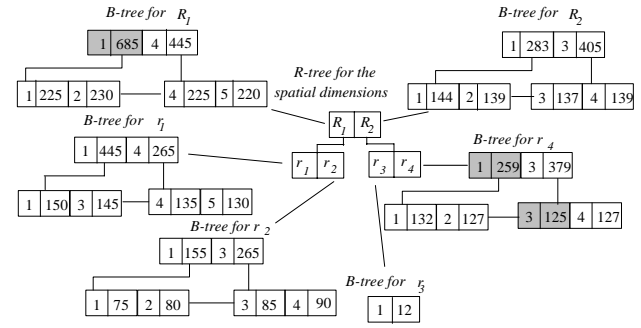 B-tree for R1
1 685 4 445
1 225 2 230 4 225 5 220
B-tree for R2
1 283 3 405
1 144 2 139 3 137 4 139
R-tree for the
spatial dimensions
R1 R2
r1 r2 r3 r4
B-tree for r1
1 445 4 265
1 150 3 145 4 135 5 130
B-tree for r4
1 259 3 379
1 132 2 127 3 125 4 127
B-tree for r2
1 155 3 265
1 75 2 80 3 85 4 90
B-tree for r3
1 12